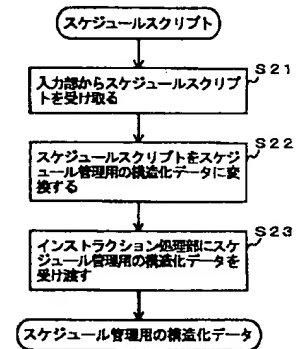 スケジュールスクリプト
S21
入力部からスケジュールスクリプ
トを受け取る
S22
スケジュールスクリプトをスケジ
ュール管理用の構造化データに変
換する
S23
インストラクション処理部にスケ
ジュール管理用の構造化データを
受け渡す
スケジュール管理用の構造化データ